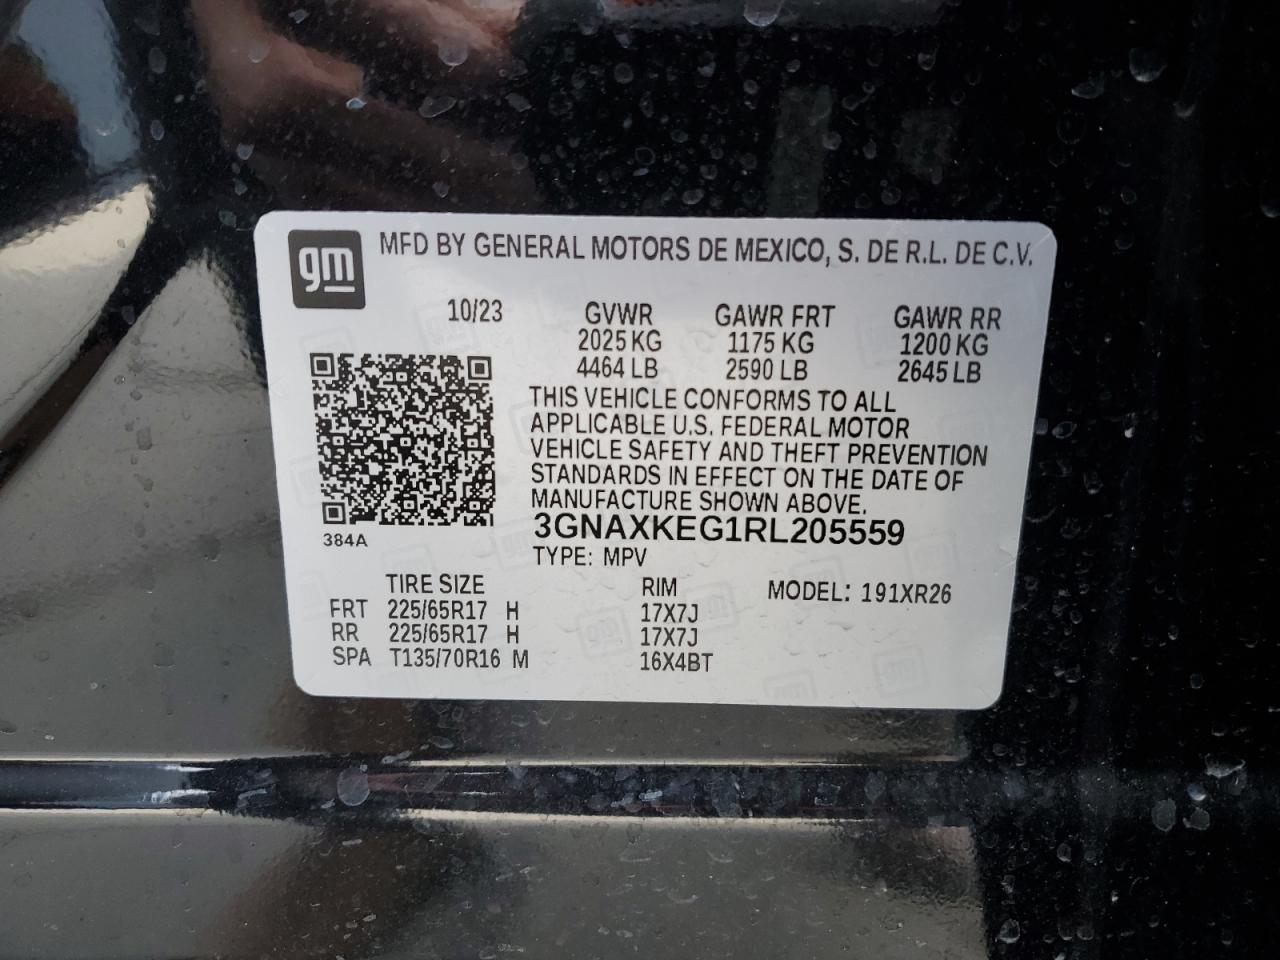 gm
MFD BY GENERAL MOTORS DE MEXICO, S. DE R.L. DE C.V.
10/23 GVWR GAWR FRT GAWR RR
2025 KG 1175 KG 1200 KG
4464 LB 2590 LB 2645 LB
THIS VEHICLE CONFORMS TO ALL
APPLICABLE U.S. FEDERAL MOTOR
VEHICLE SAFETY AND THEFT PREVENTION
STANDARDS IN EFFECT ON THE DATE OF
MANUFACTURE SHOWN ABOVE.
3GNAXKEG1RL205559
384A
TYPE: MPV
TIRE SIZE RIM MODEL: 191XR26
FRT 225/65R17 H 17X7J
RR 225/65R17 H 17X7J
SPA T135/70R16 M 16X4BT